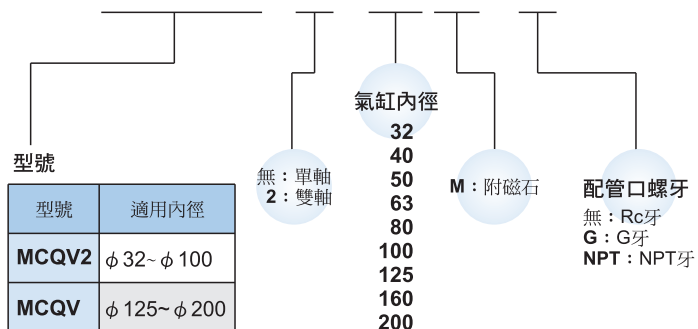 型號
型號 適用內徑
MCQV2 φ32~φ100
MCQV φ125~φ200
無：單軸
2：雙軸
氣缸內徑
32
40
50
63
80
100
125
160
200
M：附磁石
配管口螺牙
無：Rc牙
G：G牙
NPT：NPT牙